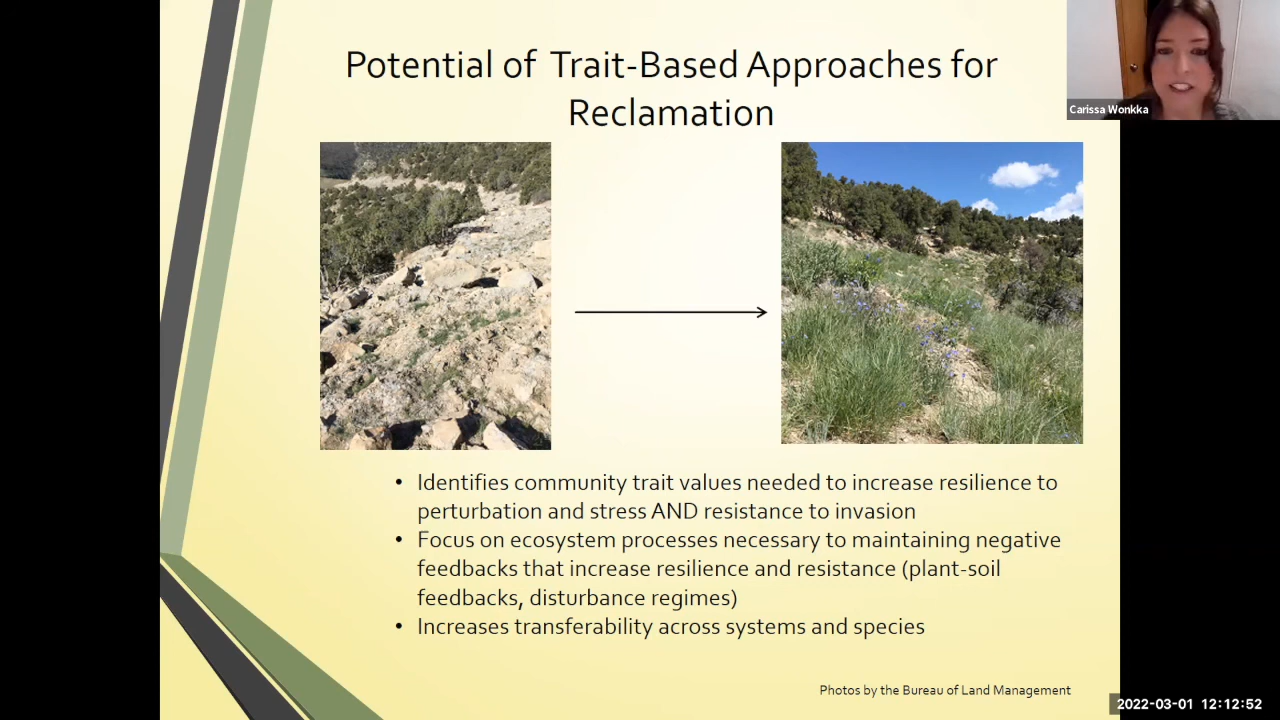 Potential of Trait-Based Approaches for
Reclamation
Carissa Wonkka
• Identifies community trait values needed to increase resilience to
perturbation and stress AND resistance to invasion
• Focus on ecosystem processes necessary to maintaining negative
feedbacks that increase resilience and resistance (plant-soil
feedbacks, disturbance regimes)
• Increases transferability across systems and species
Photos by the Bureau of Land Management
2022-03-01 12:12:52